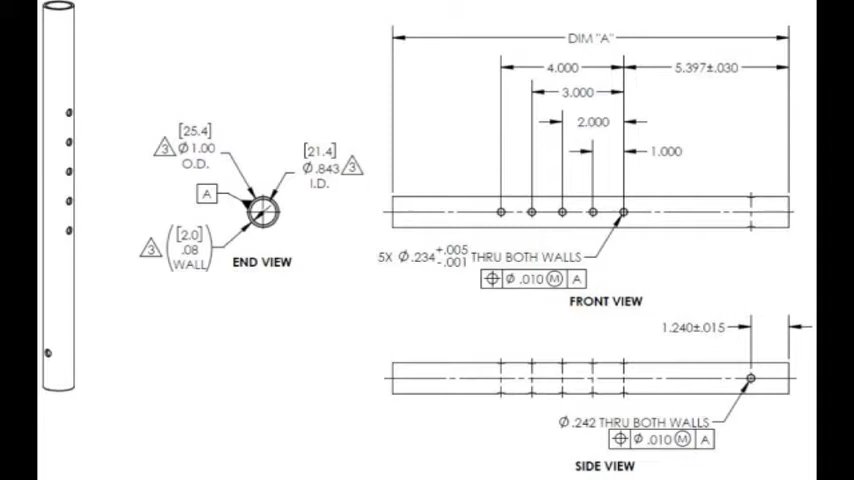 DIM "A"
4.000
5.397±.030
3.000
2.000
1.000
[25.4]
3
Ø1.00
O.D.
[21.4]
Ø.843
3
I.D.
A
3
[2.0]
.08
WALL
END VIEW
5X Ø.234 +.005 -.001 THRU BOTH WALLS
⌖ Ø .010 Ⓜ A
FRONT VIEW
1.240±.015
Ø.242 THRU BOTH WALLS
⌖ Ø .010 Ⓜ A
SIDE VIEW